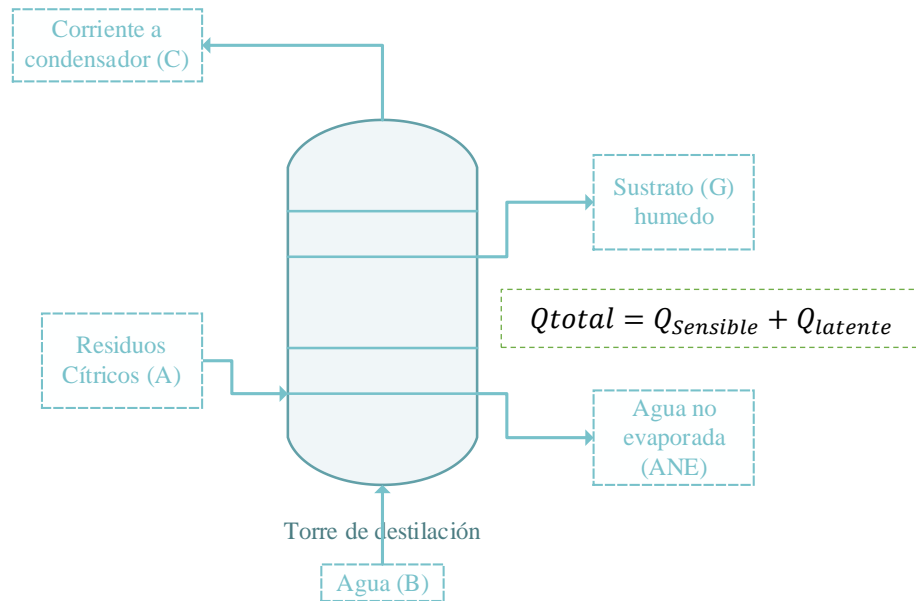 Corriente a
condensador (C)
Sustrato (G)
humedo
Qtotal = Q_Sensible + Q_latente
Residuos
Cítricos (A)
Agua no
evaporada
(ANE)
Torre de destilación
Agua (B)